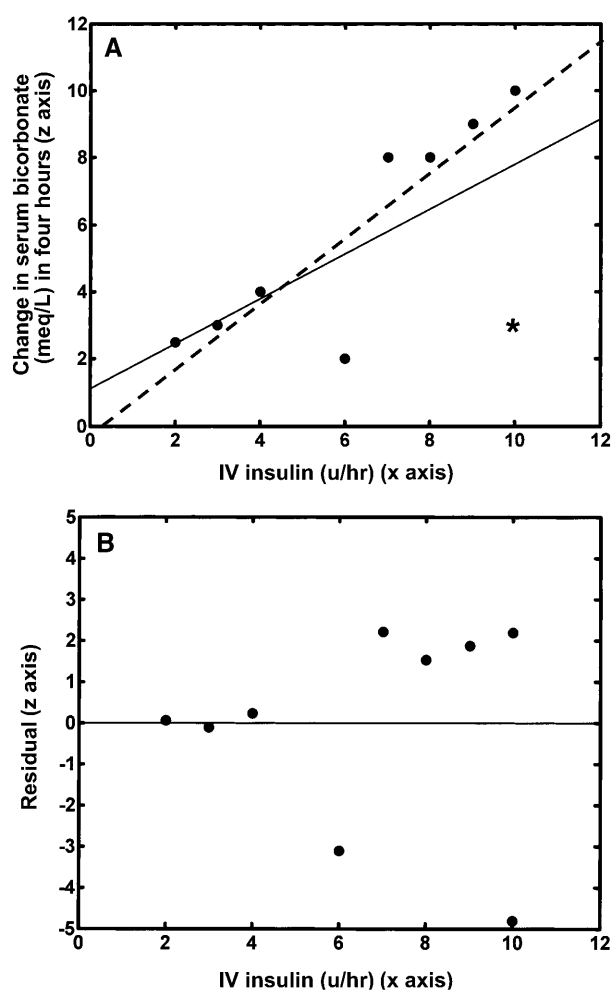 A
Change in serum bicorbonate
(meq/L) in four hours (z axis)
12
10
8
6
4
2
0
0 2 4 6 8 10 12
*
IV insulin (u/hr) (x axis)
B
Residual (z axis)
5
4
3
2
1
0
-1
-2
-3
-4
-5
2 4 6 8 10 12
IV insulin (u/hr) (x axis)